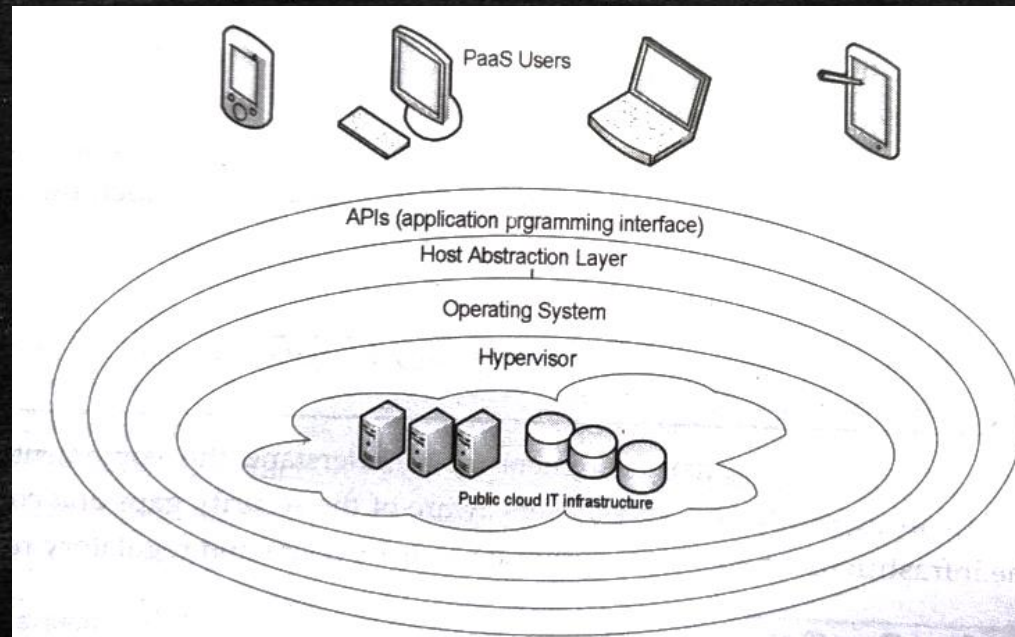 PaaS Users
APIs (application prgramming interface)
Host Abstraction Layer
Operating System
Hypervisor
Public cloud IT infrastructure